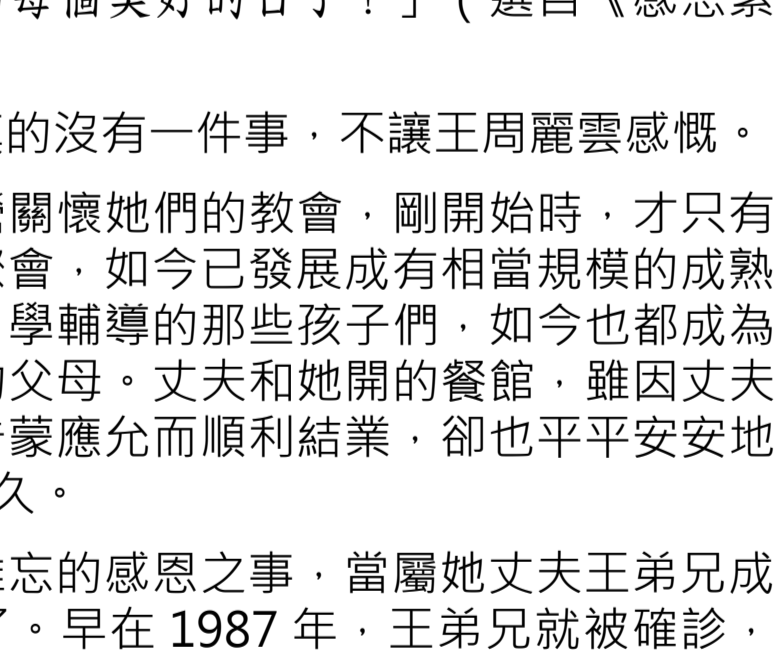 每個美好的日子！」（選自《感恩
的沒有一件事，不讓王周麗雲感慨。
關懷她們的教會，剛開始時，才只有
會，如今已發展成有相當規模的成熟
學輔導的那些孩子們，如今也都成為
父母。丈夫和她開的餐館，雖因丈夫
蒙應允而順利結業，卻也平平安安地
久。
忘的感恩之事，當屬她丈夫王弟兄成
。早在 1987 年，王弟兄就被確診，